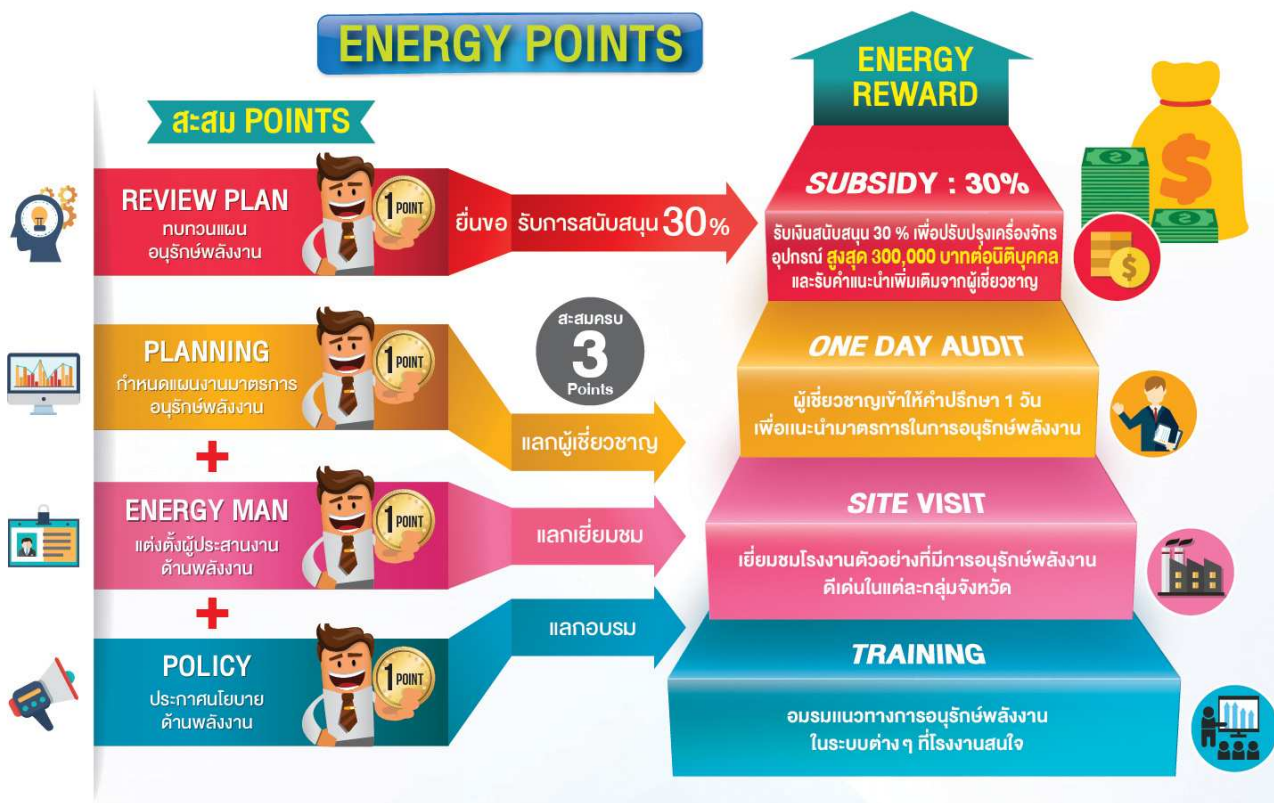 ENERGY POINTS
สะสม POINTS
REVIEW PLAN
ทบทวนแผน
อนุรักษ์พลังงาน
1
POINT
ยื่นขอ รับการสนับสนุน 30%
PLANNING
กำหนดแผนงานมาตรการ
อนุรักษ์พลังงาน
1
POINT
สะสมครบ
3
Points
แลกผู้เชี่ยวชาญ
ENERGY MAN
แต่งตั้งผู้ประสานงาน
ด้านพลังงาน
1
POINT
แลกเยี่ยมชม
POLICY
ประกาศนโยบาย
ด้านพลังงาน
1
POINT
แลกอบรม
ENERGY
REWARD
SUBSIDY : 30%
รับเงินสนับสนุน 30 % เพื่อปรับปรุงเครื่องจักร
อุปกรณ์ สูงสุด 300,000 บาทต่อนิติบุคคล
และรับคำแนะนำเพิ่มเติมจากผู้เชี่ยวชาญ
ONE DAY AUDIT
ผู้เชี่ยวชาญเข้าให้คำปรึกษา 1 วัน
เพื่อแนะนำมาตรการในการอนุรักษ์พลังงาน
SITE VISIT
เยี่ยมชมโรงงานตัวอย่างที่มีการอนุรักษ์พลังงาน
ดีเด่นในแต่ละกลุ่มจังหวัด
TRAINING
อมรมแนวทางการอนุรักษ์พลังงาน
ในระบบต่าง ๆ ที่โรงงานสนใจ